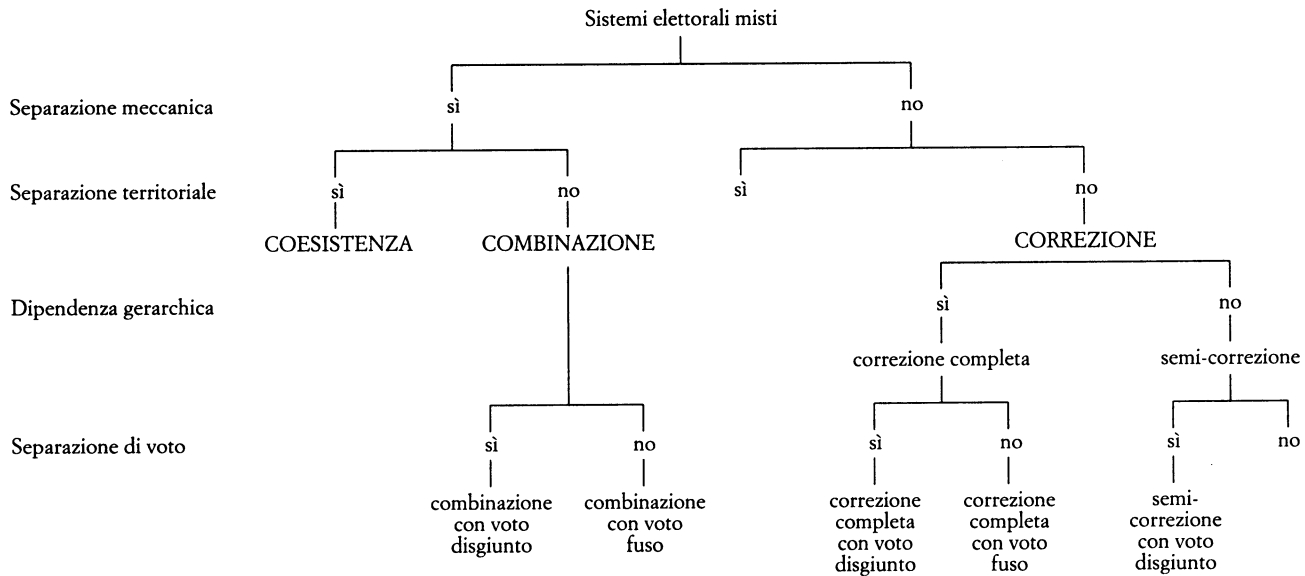 Sistemi elettorali misti
Separazione meccanica sì no
Separazione territoriale sì no sì no
COESISTENZA COMBINAZIONE CORREZIONE
Dipendenza gerarchica sì no
correzione completa semi-correzione
Separazione di voto sì no sì no sì no
combinazione
con voto
disgiunto
combinazione
con voto
fuso
correzione
completa
con voto
disgiunto
correzione
completa
con voto
fuso
semi-
correzione
con voto
disgiunto